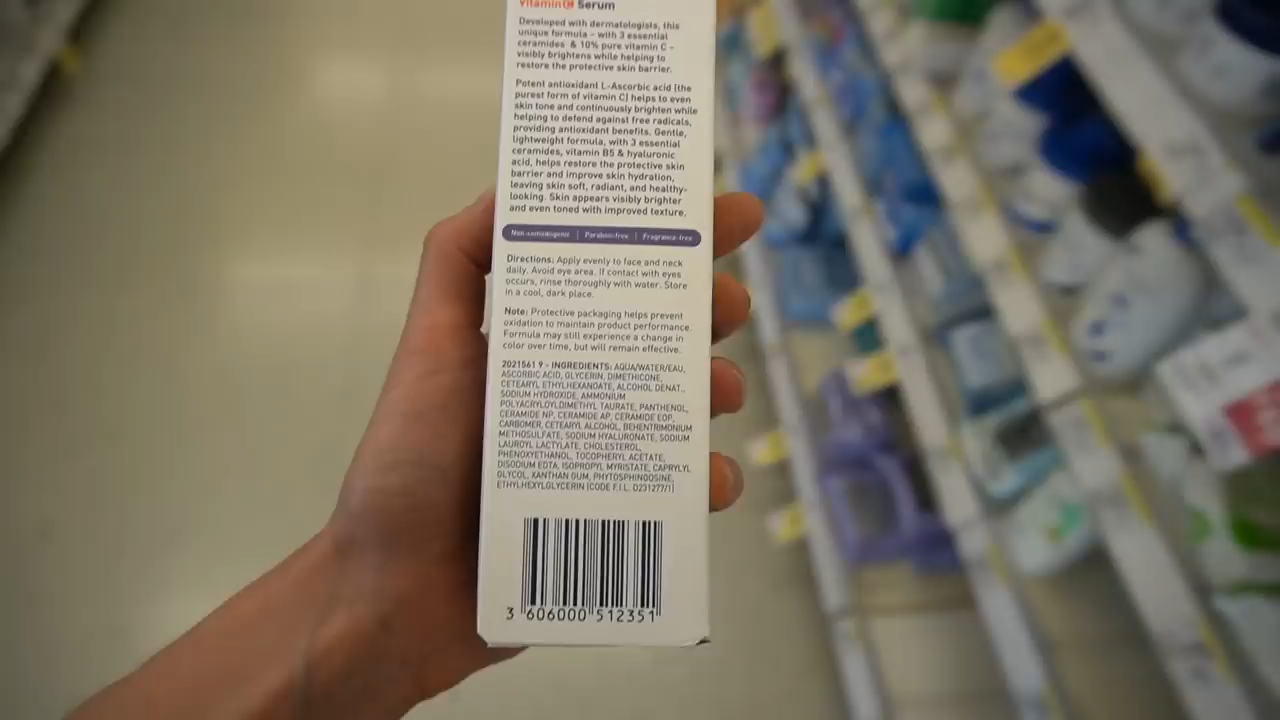 Vitamin C Serum
Developed with dermatologists, this
unique formula – with 3 essential
ceramides & 10% pure vitamin C –
visibly brightens while helping to
restore the protective skin barrier.
Potent antioxidant L-Ascorbic acid (the
purest form of vitamin C) helps to even
skin tone and continuously brighten while
helping to defend against free radicals,
providing antioxidant benefits. Gentle,
lightweight formula, with 3 essential
ceramides, vitamin B5 & hyaluronic
acid, helps restore the protective skin
barrier and improve skin hydration,
leaving skin soft, radiant, and healthy-
looking. Skin appears visibly brighter
and even toned with improved texture.
Non-comedogenic | Paraben-free | Fragrance-free
Directions: Apply evenly to face and neck
daily. Avoid eye area. If contact with eyes
occurs, rinse thoroughly with water. Store
in a cool, dark place.
Note: Protective packaging helps prevent
oxidation to maintain product performance.
Formula may still experience a change in
color over time, but will remain effective.
2021561 9 - INGREDIENTS: AQUA/WATER/EAU,
ASCORBIC ACID, GLYCERIN, DIMETHICONE,
CETEARYL ETHYLHEXANOATE, ALCOHOL DENAT.,
SODIUM HYDROXIDE, AMMONIUM
POLYACRYLOYLDIMETHYL TAURATE, PANTHENOL,
CERAMIDE NP, CERAMIDE AP, CERAMIDE EOP,
CARBOMER, CETEARYL ALCOHOL, BEHENTRIMONIUM
METHOSULFATE, SODIUM HYALURONATE, SODIUM
LAUROYL LACTYLATE, CHOLESTEROL,
PHENOXYETHANOL, TOCOPHERYL ACETATE,
DISODIUM EDTA, ISOPROPYL MYRISTATE, CAPRYLYL
GLYCOL, XANTHAN GUM, PHYTOSPHINGOSINE,
ETHYLHEXYLGLYCERIN (CODE F.I.L. D231277/1)
3 606000 512351